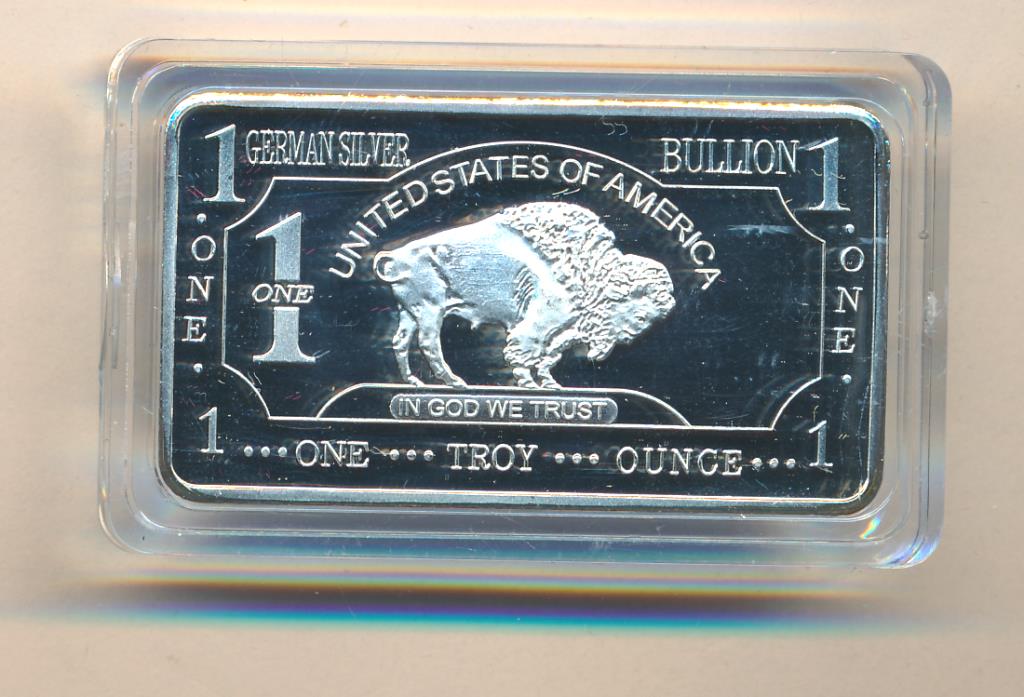 1 GERMAN SILVER BULLION 1
UNITED STATES OF AMERICA
· ONE ·
1
ONE
· ONE ·
IN GOD WE TRUST
1 ··· ONE ··· TROY ··· OUNCE ··· 1